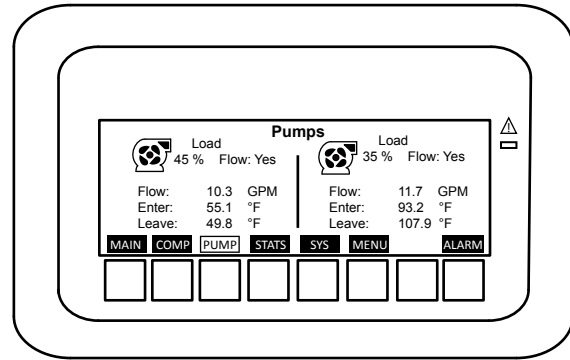 Pumps
Load Load
45 % Flow: Yes 35 % Flow: Yes
Flow: 10.3 GPM Flow: 11.7 GPM
Enter: 55.1 °F Enter: 93.2 °F
Leave: 49.8 °F Leave: 107.9 °F
MAIN COMP PUMP STATS SYS MENU ALARM